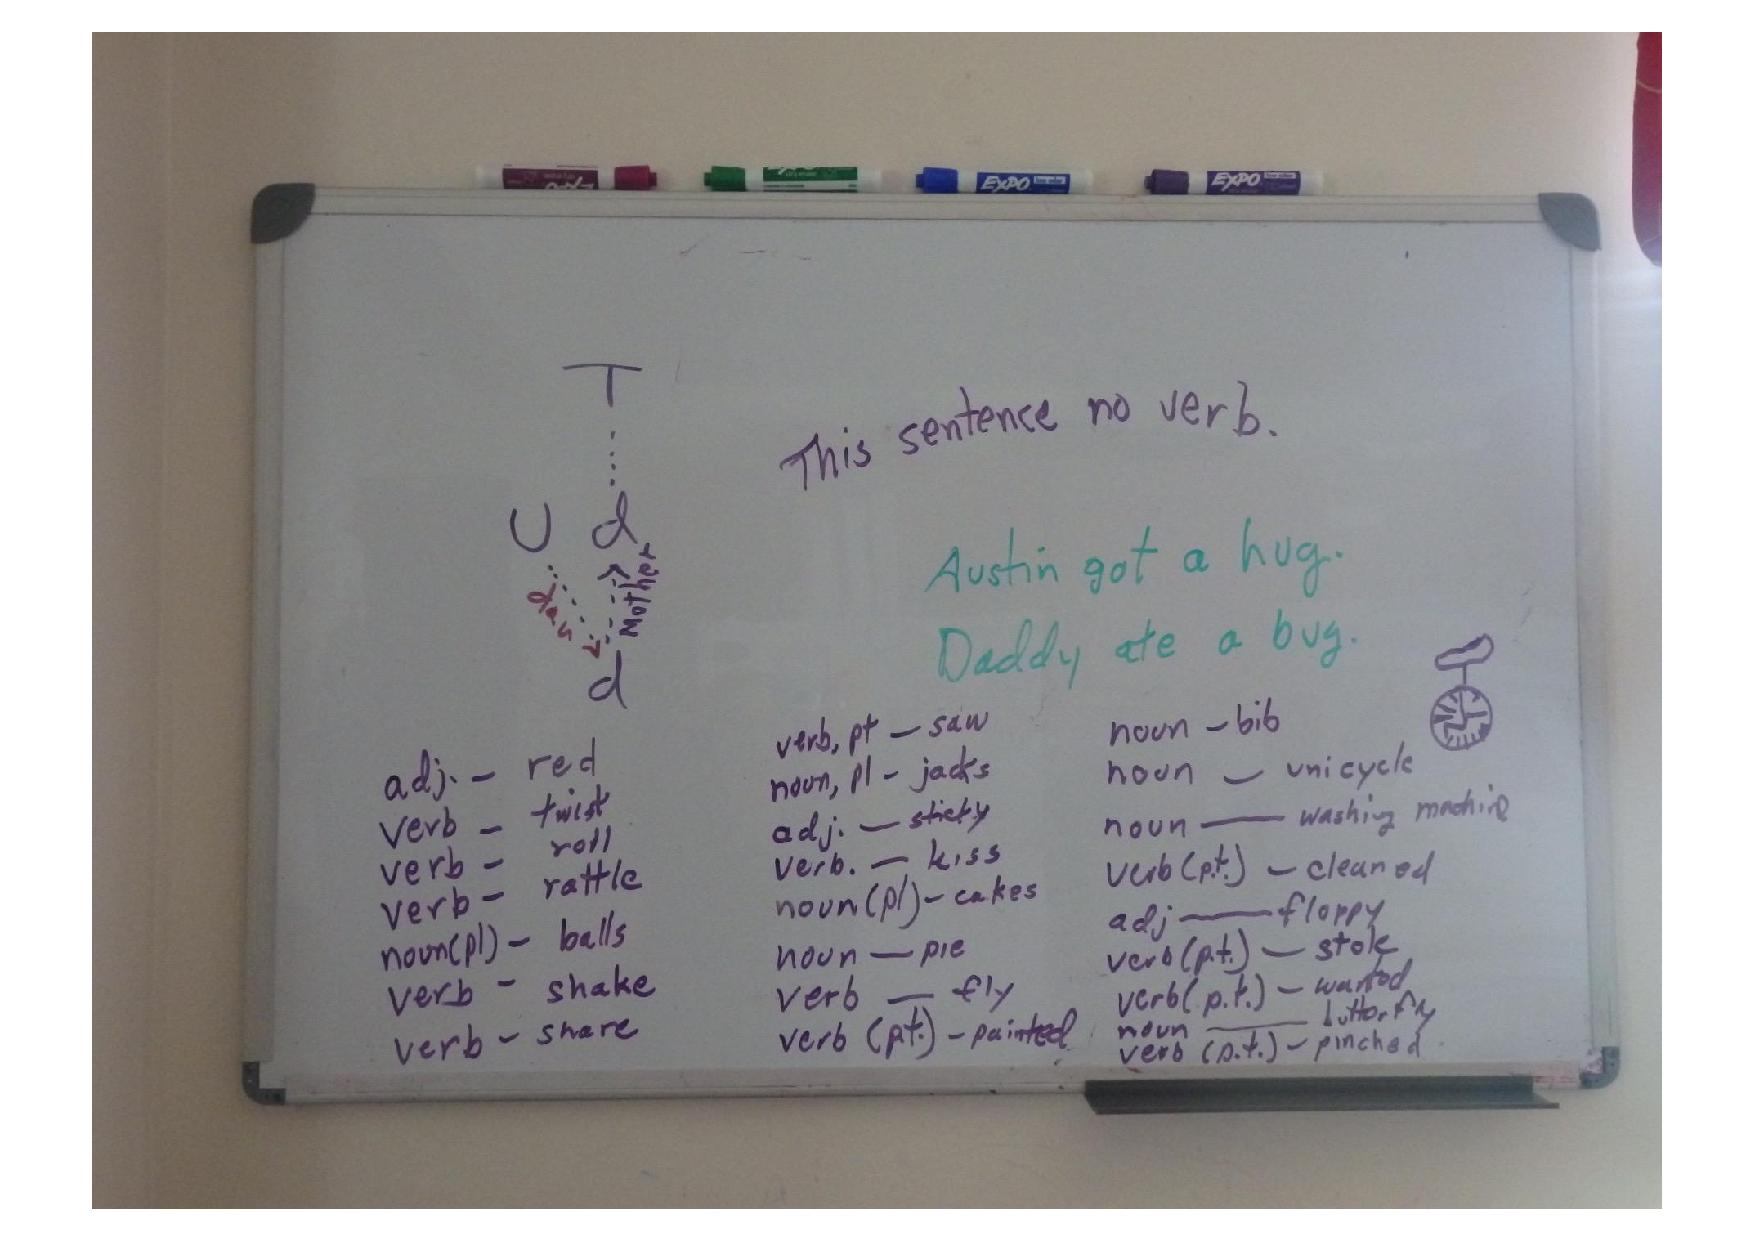 EXPO
EXPO
EXPO
T
This sentence no verb.
U d
Mother
d
Austin got a hug.
Daddy ate a bug.
adj. - red
verb - twist
verb - roll
verb - rattle
noun(pl) - balls
verb - shake
verb - share
verb, pt - saw
noun, pl - jacks
adj. - sticky
verb. - kiss
noun(pl) - cakes
noun - pie
verb - fly
verb (p.t.) - painted
noun - bib
noun - unicycle
noun - washing machine
verb(p.t.) - cleaned
adj - floppy
verb(p.t.) - stole
verb(p.t.) - wanted
noun - butterfly
verb (p.t.) - pinched